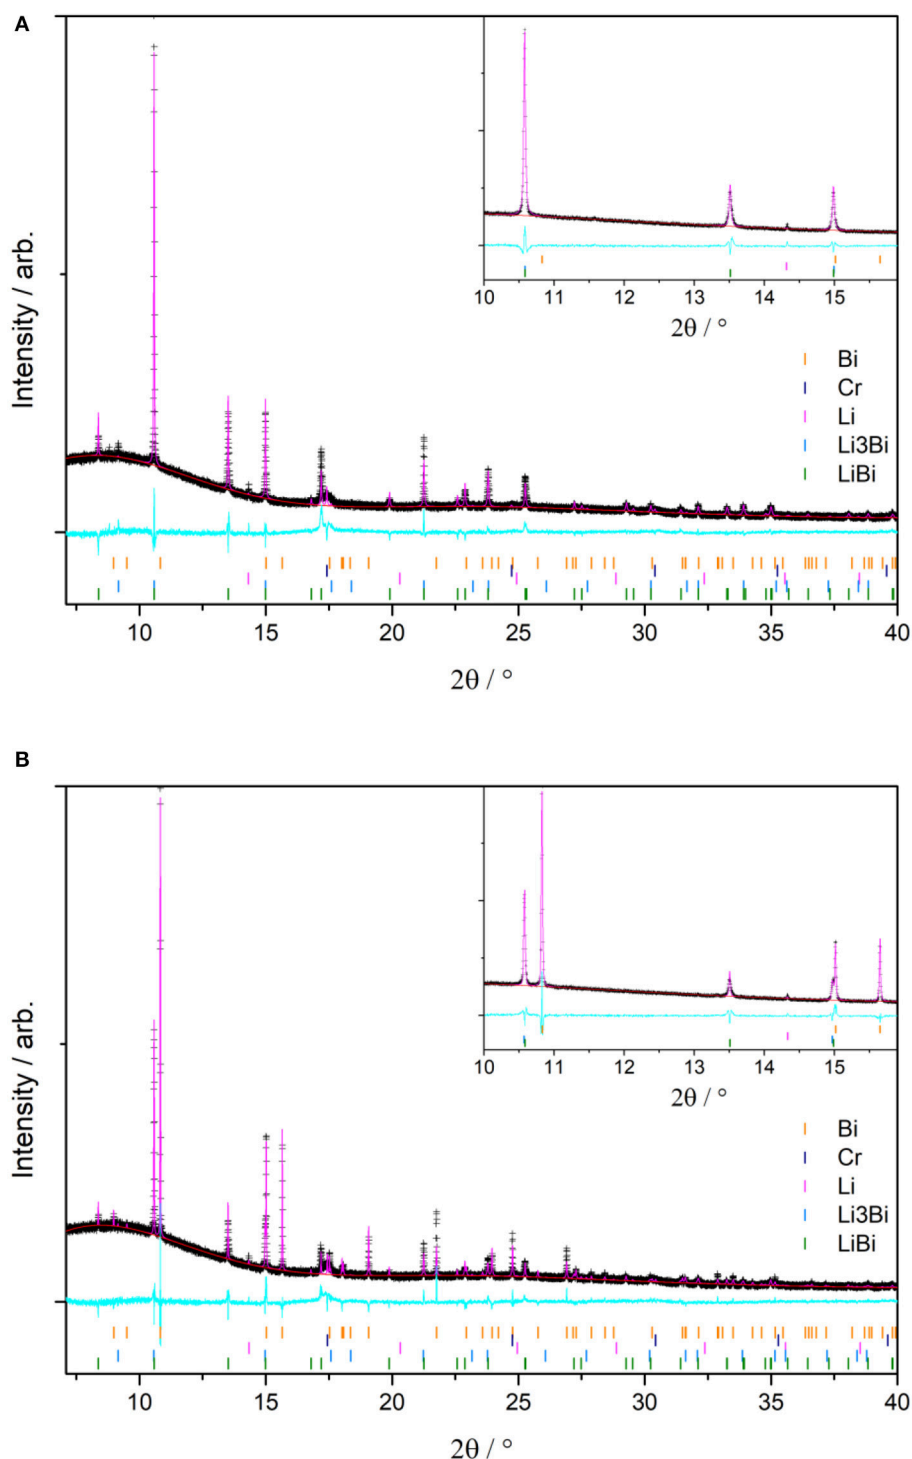 A
Intensity / arb.
10 11 12 13 14 15
2θ / °
Bi
Cr
Li
Li3Bi
LiBi
10 15 20 25 30 35 40
2θ / °
B
Intensity / arb.
10 11 12 13 14 15
2θ / °
Bi
Cr
Li
Li3Bi
LiBi
10 15 20 25 30 35 40
2θ / °